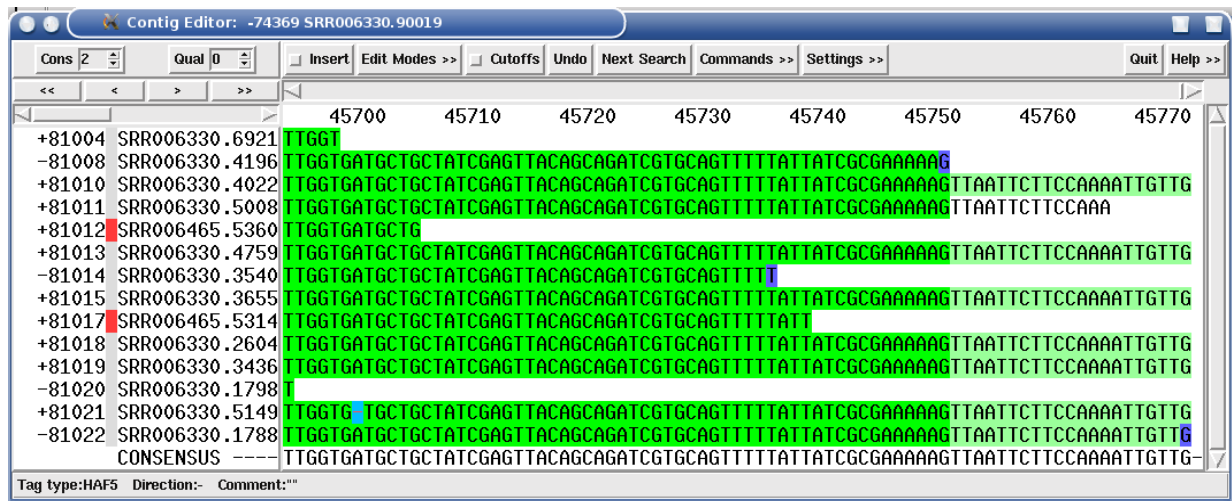 Contig Editor: -74369 SRR006330.90019
Cons 2 Qual 0 Insert Edit Modes >> Cutoffs Undo Next Search Commands >> Settings >> Quit Help >>
<< < > >>
45700 45710 45720 45730 45740 45750 45760 45770
+81004 SRR006330.6921 TTGGT
-81008 SRR006330.4196 TTGGTGATGCTGCTATCGAGTTACAGCAGATCGTGCAGTTTTTATTATCGCGAAAAAG
+81010 SRR006330.4022 TTGGTGATGCTGCTATCGAGTTACAGCAGATCGTGCAGTTTTTATTATCGCGAAAAAGTTAATTCTTCCAAAATTGTTG
+81011 SRR006330.5008 TTGGTGATGCTGCTATCGAGTTACAGCAGATCGTGCAGTTTTTATTATCGCGAAAAAGTTAATTCTTCCAAA
+81012 SRR006465.5360 TTGGTGATGCTG
+81013 SRR006330.4759 TTGGTGATGCTGCTATCGAGTTACAGCAGATCGTGCAGTTTTTATTATCGCGAAAAAGTTAATTCTTCCAAAATTGTTG
-81014 SRR006330.3540 TTGGTGATGCTGCTATCGAGTTACAGCAGATCGTGCAGTTTTT
+81015 SRR006330.3655 TTGGTGATGCTGCTATCGAGTTACAGCAGATCGTGCAGTTTTTATTATCGCGAAAAAGTTAATTCTTCCAAAATTGTTG
+81017 SRR006465.5314 TTGGTGATGCTGCTATCGAGTTACAGCAGATCGTGCAGTTTTTATT
+81018 SRR006330.2604 TTGGTGATGCTGCTATCGAGTTACAGCAGATCGTGCAGTTTTTATTATCGCGAAAAAGTTAATTCTTCCAAAATTGTTG
+81019 SRR006330.3436 TTGGTGATGCTGCTATCGAGTTACAGCAGATCGTGCAGTTTTTATTATCGCGAAAAAGTTAATTCTTCCAAAATTGTTG
-81020 SRR006330.1798 T
+81021 SRR006330.5149 TTGGTG-TGCTGCTATCGAGTTACAGCAGATCGTGCAGTTTTTATTATCGCGAAAAAGTTAATTCTTCCAAAATTGTTG
-81022 SRR006330.1788 TTGGTGATGCTGCTATCGAGTTACAGCAGATCGTGCAGTTTTTATTATCGCGAAAAAGTTAATTCTTCCAAAATTGTTG
CONSENSUS ---- TTGGTGATGCTGCTATCGAGTTACAGCAGATCGTGCAGTTTTTATTATCGCGAAAAAGTTAATTCTTCCAAAATTGTTG-
Tag type:HAF5 Direction:- Comment:""